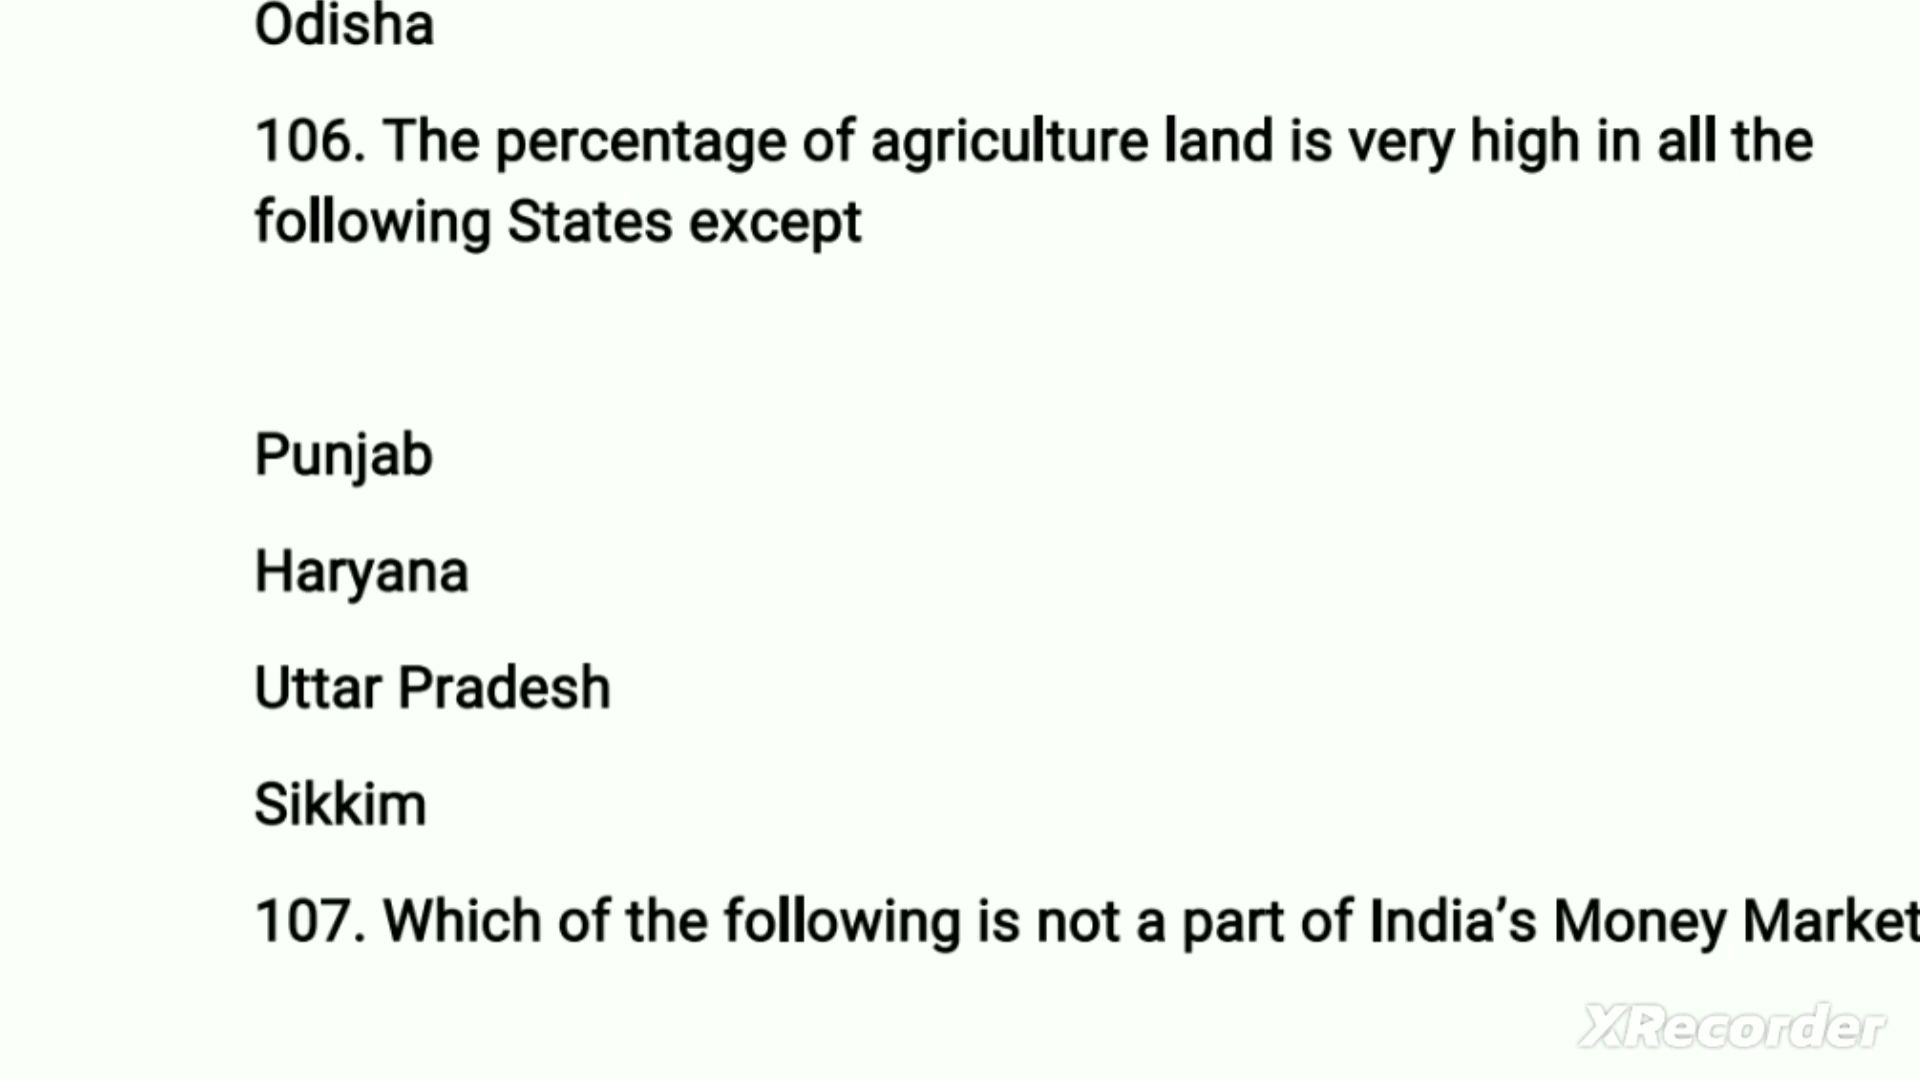 Odisha
106. The percentage of agriculture land is very high in all the
following States except
Punjab
Haryana
Uttar Pradesh
Sikkim
107. Which of the following is not a part of India’s Money Market
XRecorder